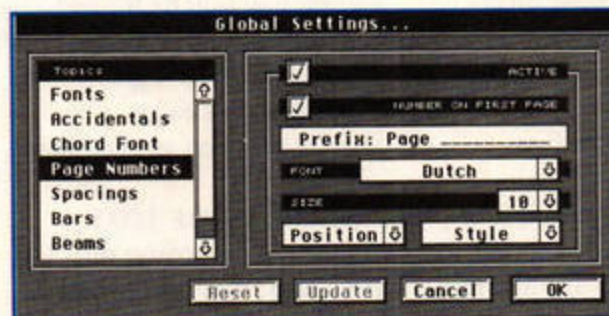 Global Settings...
Topics
Fonts
Accidentals
Chord Font
Page Numbers
Spacings
Bars
Beams
ACTIVE
NUMBER ON FIRST PAGE
Prefix: Page __________
FONT Dutch
SIZE 10
Position Style
Reset Update Cancel OK